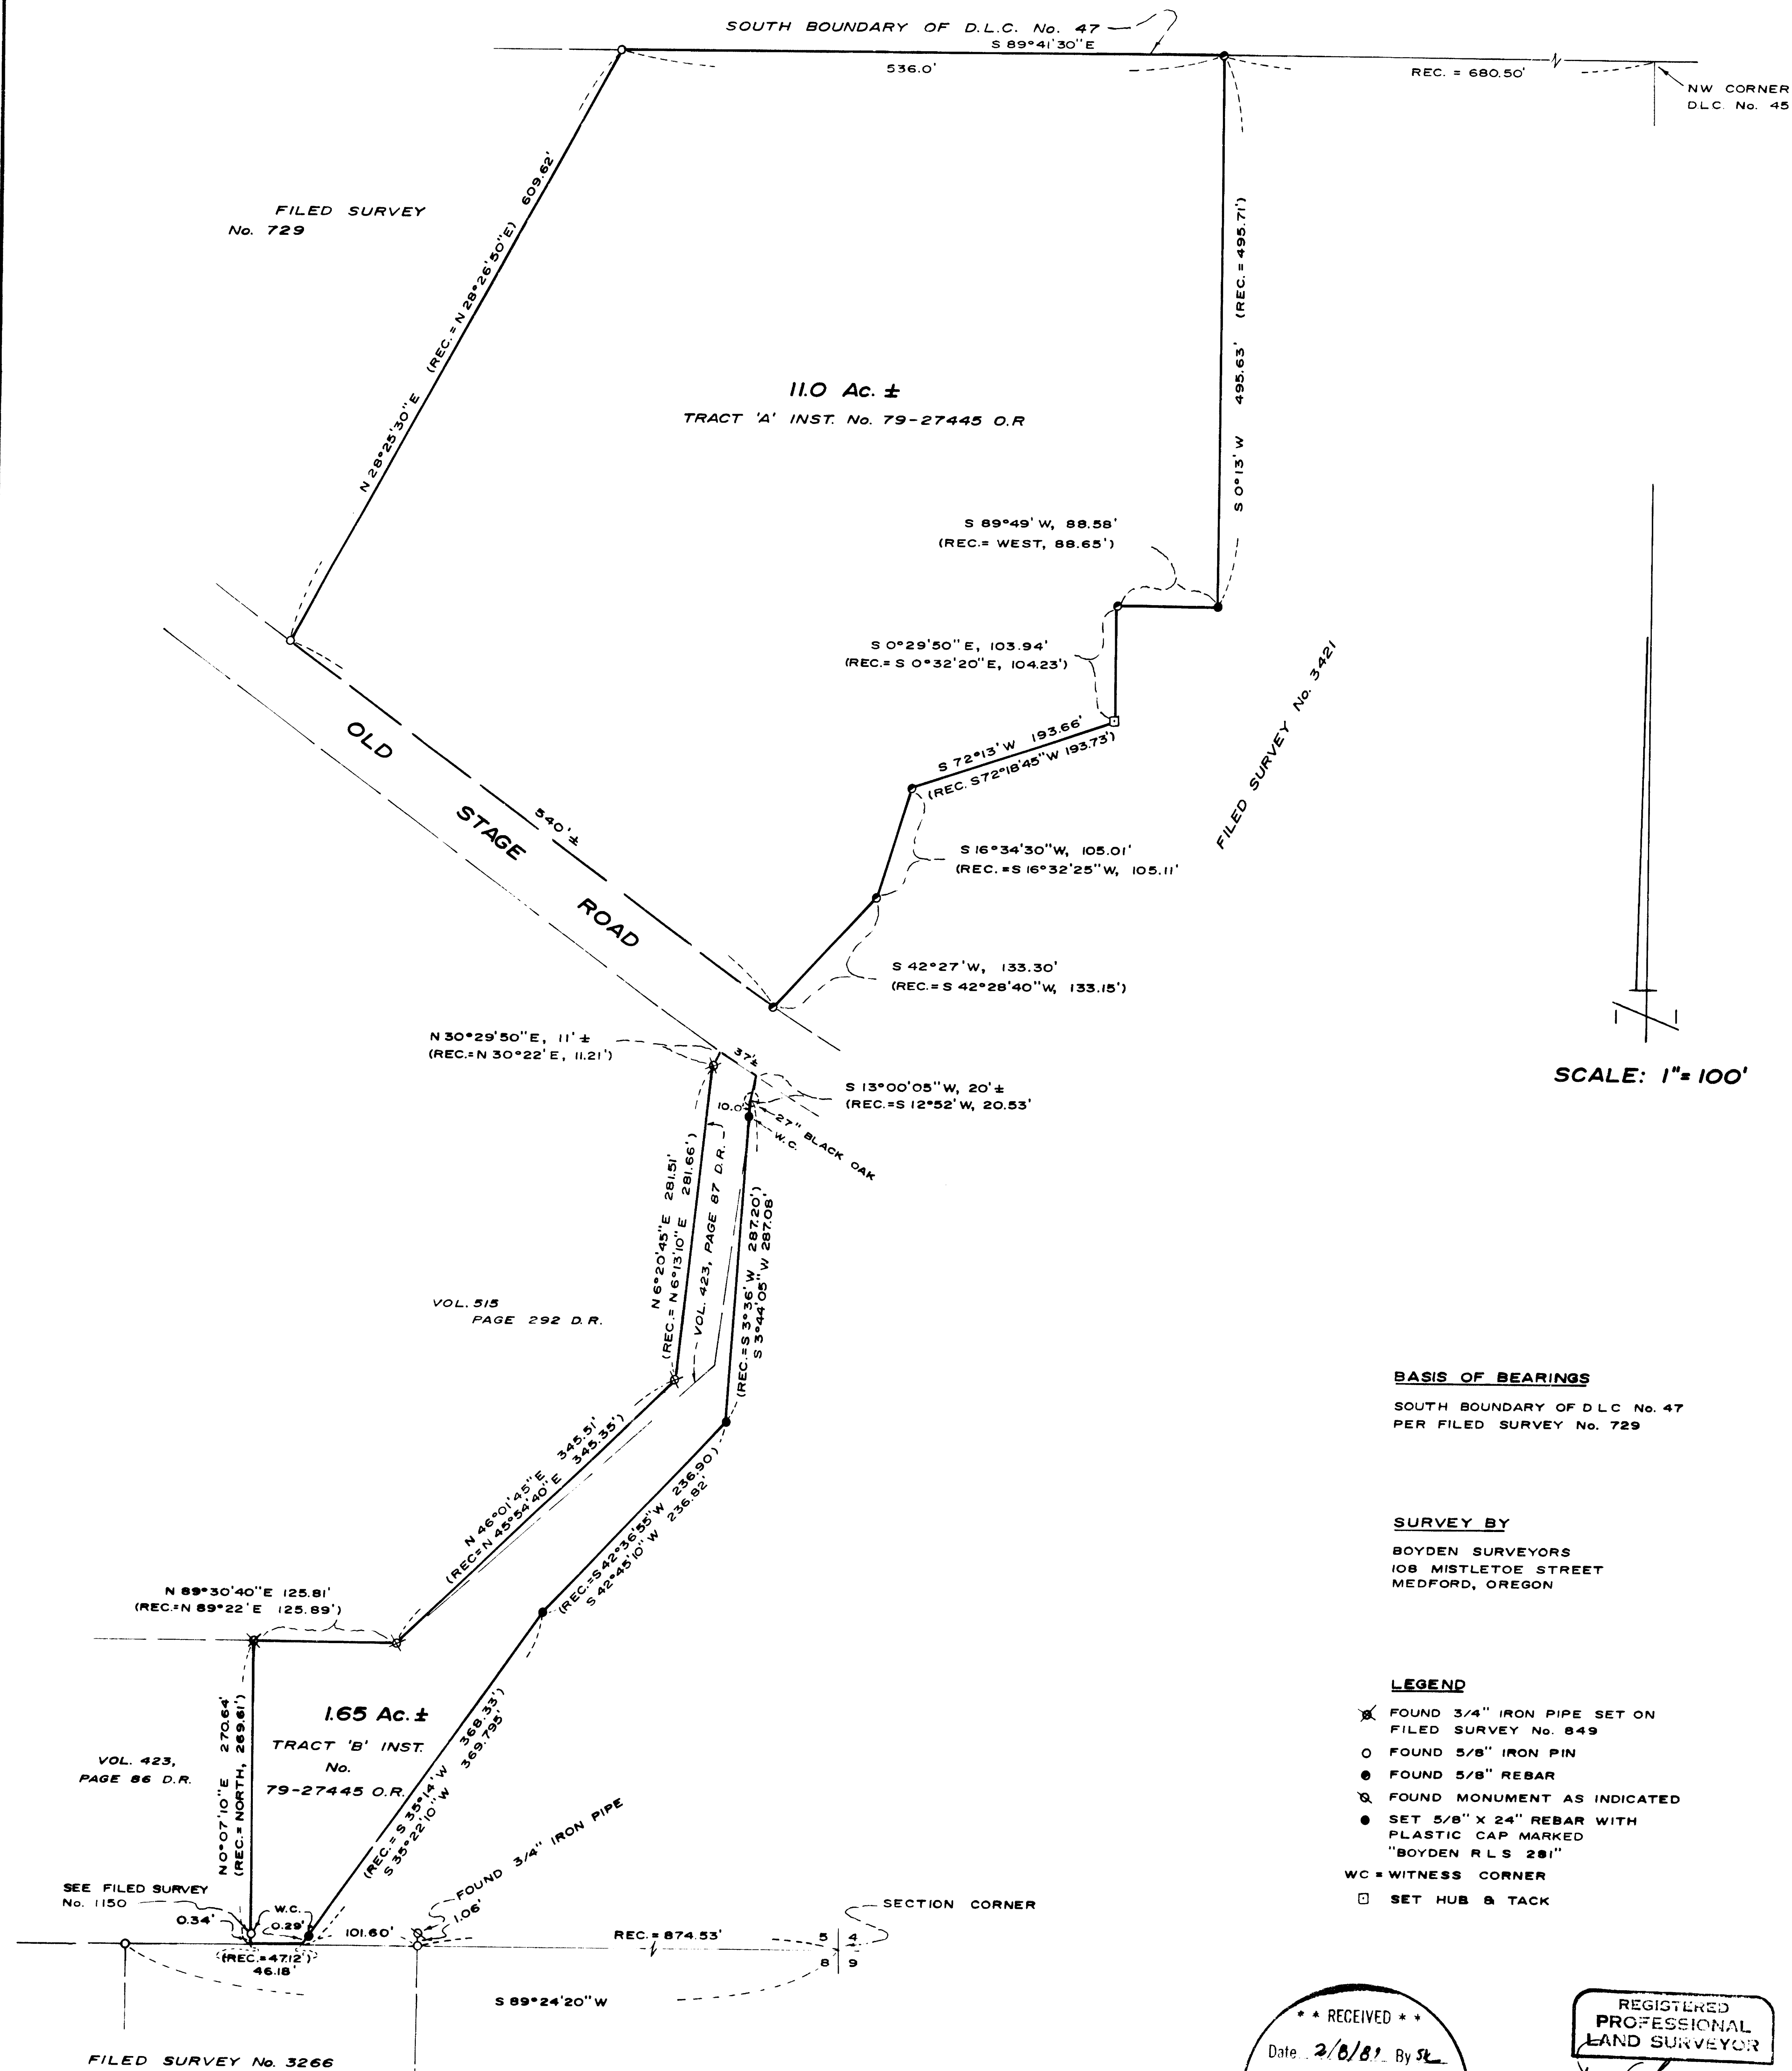 SOUTH BOUNDARY OF D.L.C. No. 47
S 89°41'30"E
536.0'
REC. = 680.50'
NW CORNER
DLC. No. 45
FILED SURVEY
No. 729
N 28°25'30"E (REC. = N 28°26'50"E) 609.62'
S 0°13' W 495.63' (REC. = 495.71')
11.0 Ac. ±
TRACT 'A' INST. No. 79-27445 O.R
S 89°49' W, 88.58'
(REC.= WEST, 88.65')
S 0°29'50"E, 103.94'
(REC.= S 0°32'20"E, 104.23')
S 72°13' W 193.66'
(REC. S72°18'45"W 193.73')
FILED SURVEY No. 3421
OLD
STAGE
ROAD
540'±
S 16°34'30"W, 105.01'
(REC. =S 16°32'25"W, 105.11'
S 42°27'W, 133.30'
(REC.= S 42°28'40"W, 133.15')
SCALE: 1"= 100'
N 30°29'50"E, 11' ±
(REC.= N 30°22' E, 11.21')
37'±
S 13°00'05"W, 20' ±
(REC.=S 12°52' W, 20.53'
10.0'
27" BLACK OAK
W.C.
N 6°20'45"E 281.51'
(REC.= N 6°13'10"E 281.66')
VOL. 423, PAGE 87 D.R.
(REC.= S 3°36' W 287.20')
S 3°44'05"W 287.08'
VOL. 515
PAGE 292 D.R.
BASIS OF BEARINGS
SOUTH BOUNDARY OF D L C No. 47
PER FILED SURVEY No. 729
N 46°01'45"E 345.51'
(REC=N 45°54'40"E 345.35')
(REC.=S42°36'55"W 236.90)
S 42°45'10"W 236.82'
SURVEY BY
BOYDEN SURVEYORS
108 MISTLETOE STREET
MEDFORD, OREGON
N 89°30'40"E 125.81'
(REC.=N 89°22'E 125.89')
1.65 Ac. ±
TRACT 'B' INST.
No.
79-27445 O.R.
N 0°07'10"E 270.64'
(REC.= NORTH, 269.61')
(REC. = S 35°14'W 368.33')
S 35°22'10"W 369.795'
VOL. 423,
PAGE 86 D.R.
LEGEND
FOUND 3/4" IRON PIPE SET ON
FILED SURVEY No. 849
FOUND 5/8" IRON PIN
FOUND 5/8" REBAR
FOUND MONUMENT AS INDICATED
SET 5/8" X 24" REBAR WITH
PLASTIC CAP MARKED
"BOYDEN R L S 281"
WC = WITNESS CORNER
SET HUB & TACK
SEE FILED SURVEY
No. 1150
0.34'
W.C.
0.29'
101.60'
FOUND 3/4" IRON PIPE
1.06'
REC.= 874.53'
SECTION CORNER
5 4
8 9
(REC.=47.12')
46.18'
S 89°24'20"W
FILED SURVEY No. 3266
* * RECEIVED * *
Date 2/8/81 By SK
REGISTERED
PROFESSIONAL
LAND SURVEYOR